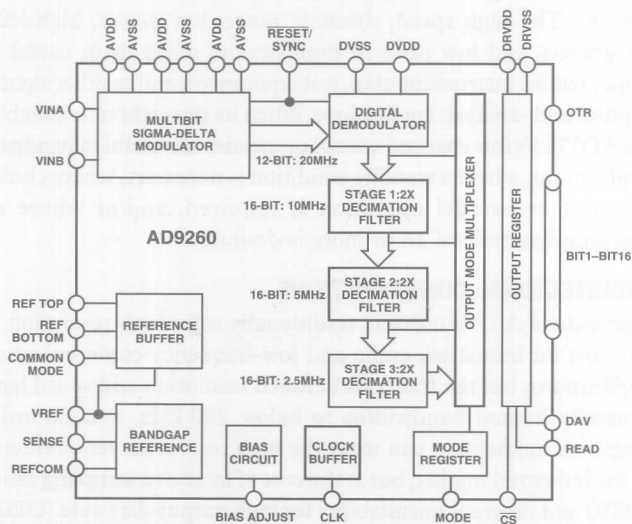 AVDD
AVSS
AVDD
AVSS
AVDD
AVSS
RESET/
SYNC
DVSS
DVDD
DRVDD
DRVSS
VINA
VINB
MULTIBIT
SIGMA-DELTA
MODULATOR
DIGITAL
DEMODULATOR
OTR
12-BIT: 20MHz
16-BIT: 10MHz
STAGE 1:2X
DECIMATION
FILTER
AD9260
OUTPUT MODE MULTIPLEXER
OUTPUT REGISTER
BIT1–BIT16
16-BIT: 5MHz
STAGE 2:2X
DECIMATION
FILTER
REF TOP
REF
BOTTOM
COMMON
MODE
REFERENCE
BUFFER
16-BIT: 2.5MHz
STAGE 3:2X
DECIMATION
FILTER
VREF
SENSE
REFCOM
BANDGAP
REFERENCE
BIAS
CIRCUIT
CLOCK
BUFFER
MODE
REGISTER
DAV
READ
BIAS ADJUST
CLK
MODE
CS